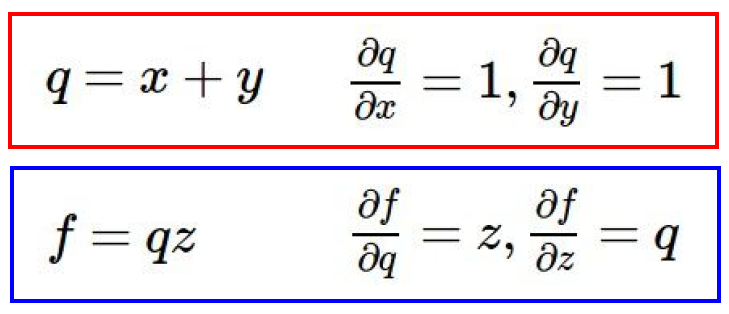 q = x + y    ∂q/∂x = 1, ∂q/∂y = 1
f = qz    ∂f/∂q = z, ∂f/∂z = q